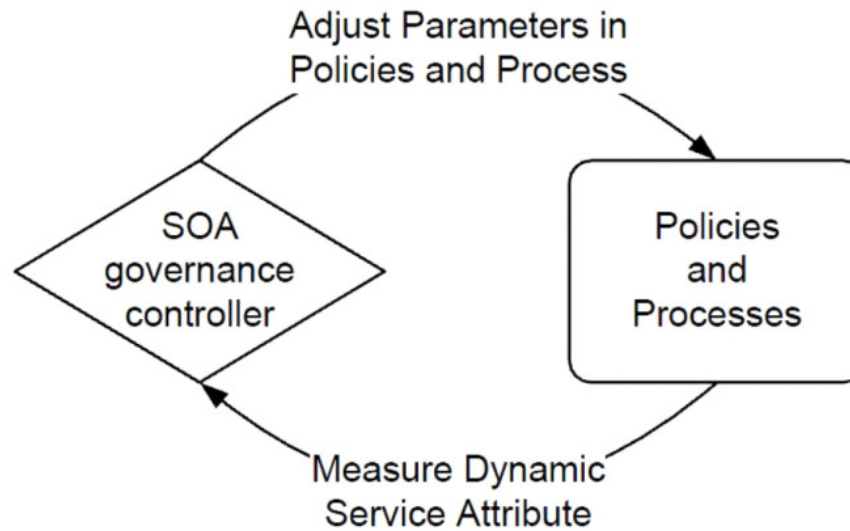 Adjust Parameters in
Policies and Process
SOA
governance
controller
Policies
and
Processes
Measure Dynamic
Service Attribute